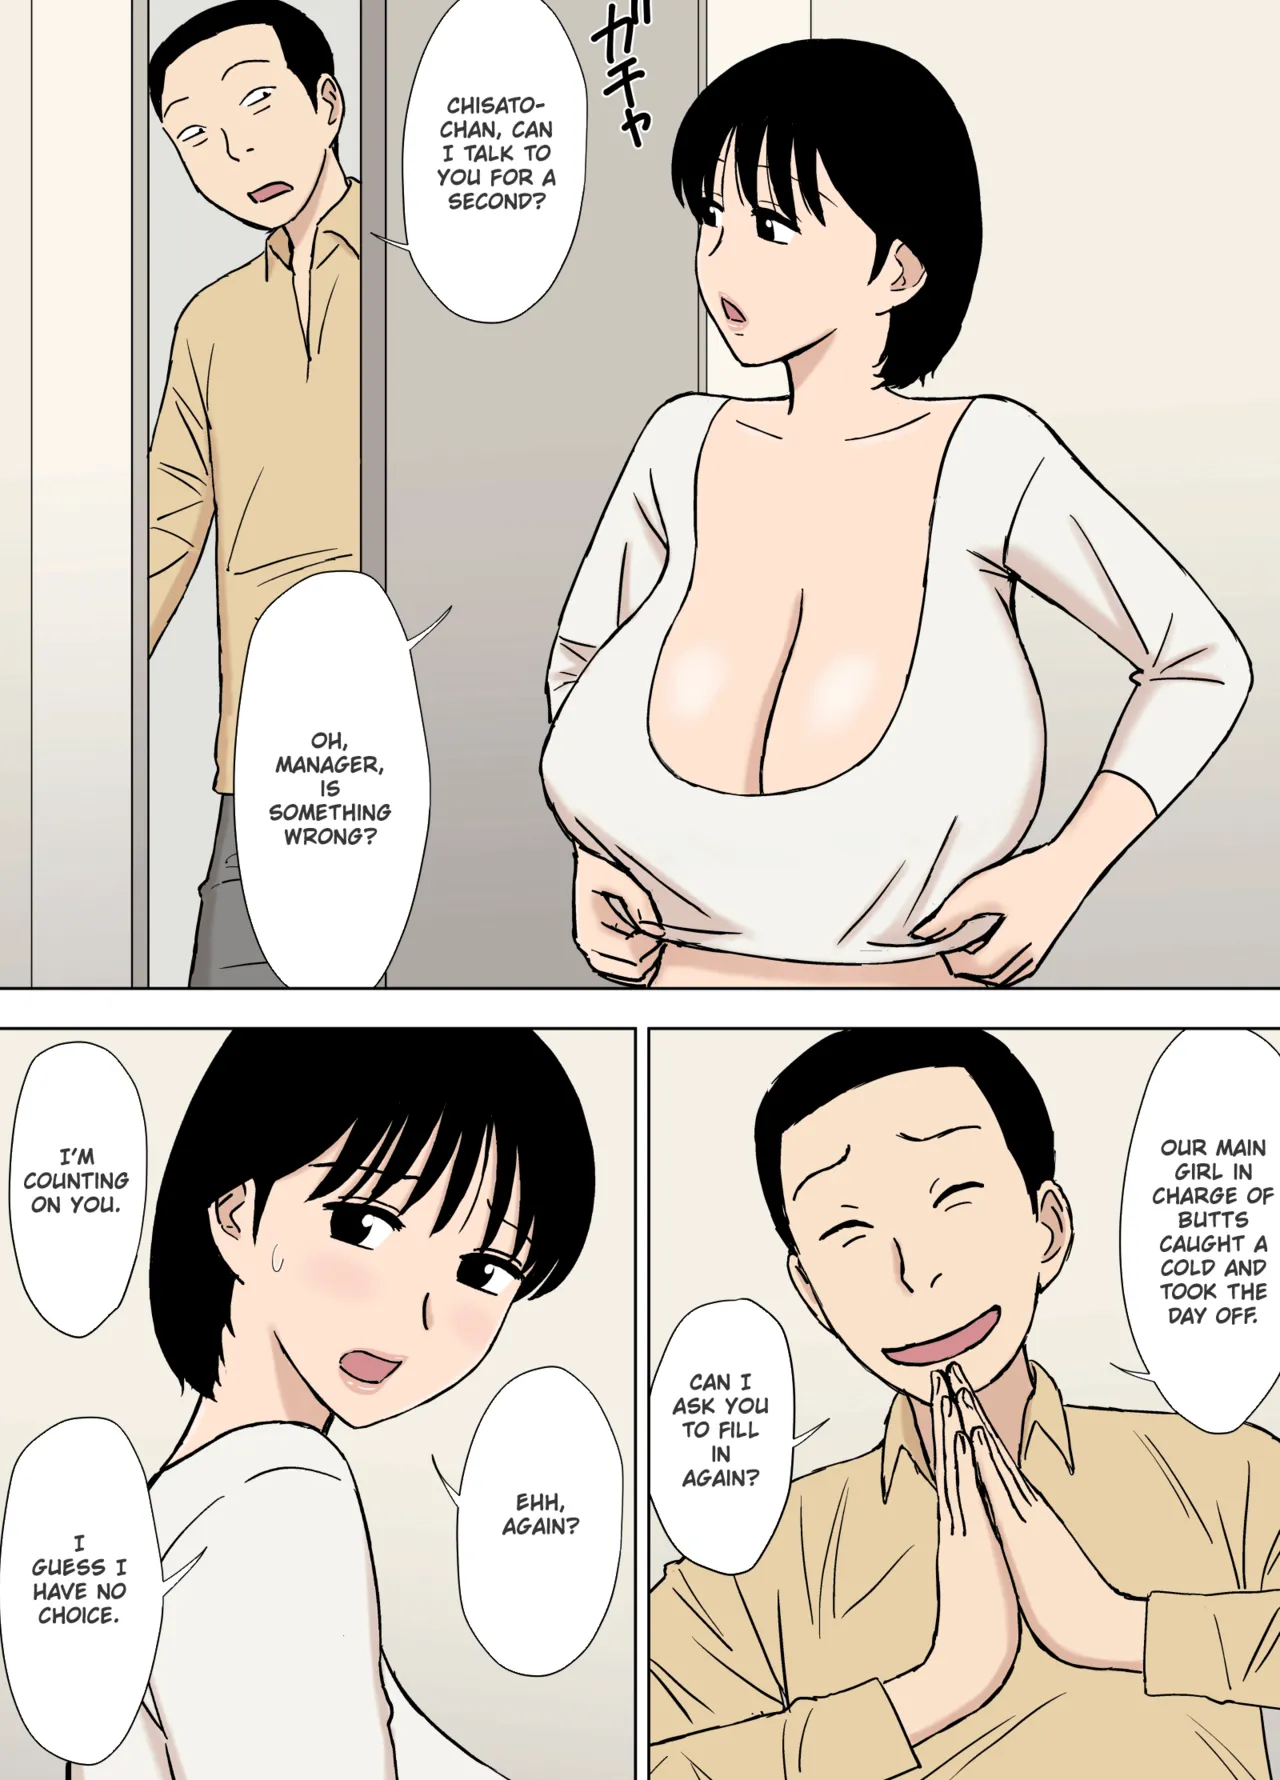 ガチャ
CHISATO-
CHAN, CAN
I TALK TO
YOU FOR A
SECOND?
OH,
MANAGER,
IS
SOMETHING
WRONG?
OUR MAIN
GIRL IN
CHARGE OF
BUTTS
CAUGHT A
COLD AND
TOOK THE
DAY OFF.
CAN I
ASK YOU
TO FILL
IN
AGAIN?
EHH,
AGAIN?
I'M
COUNTING
ON YOU.
I
GUESS I
HAVE NO
CHOICE.